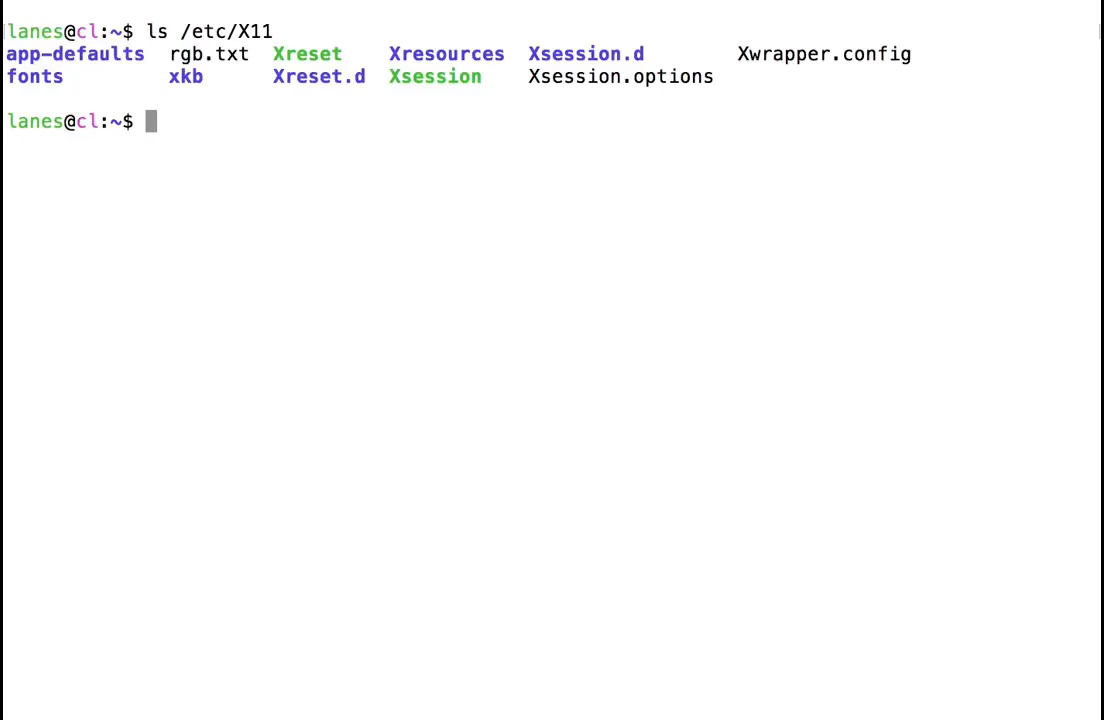 lanes@cl:~$ ls /etc/X11
app-defaults  rgb.txt  Xreset    Xresources  Xsession.d        Xwrapper.config
fonts         xkb      Xreset.d  Xsession    Xsession.options
lanes@cl:~$